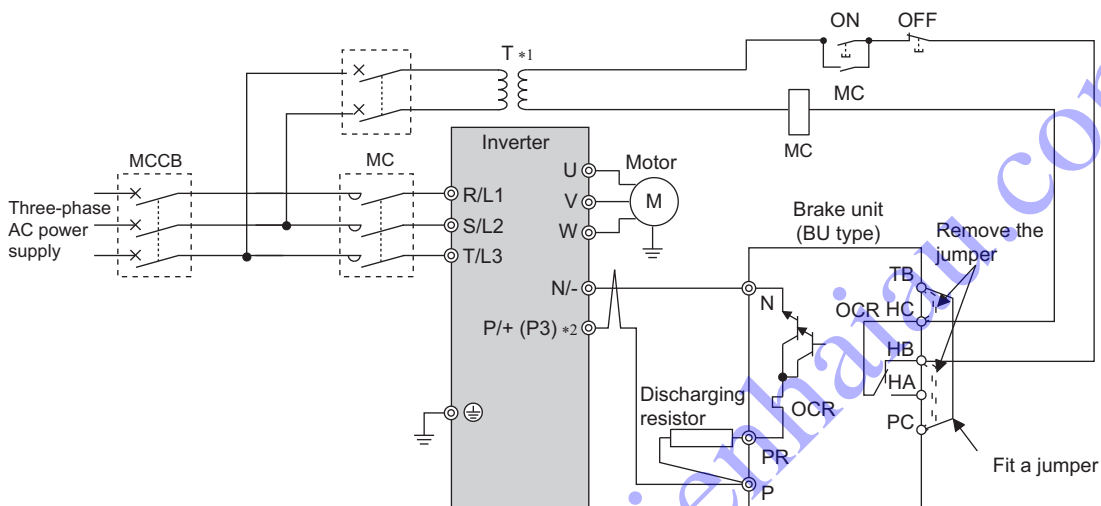 ON
OFF
T *1
MC
MC
MCCB
MC
Inverter
Three-phase
AC power
supply
R/L1
S/L2
T/L3
U
V
W
Motor
M
N/-
P/+ (P3) *2
Brake unit
(BU type)
Remove the
jumper
N
TB
OCR
HC
HB
HA
PC
Discharging
resistor
OCR
PR
P
Fit a jumper